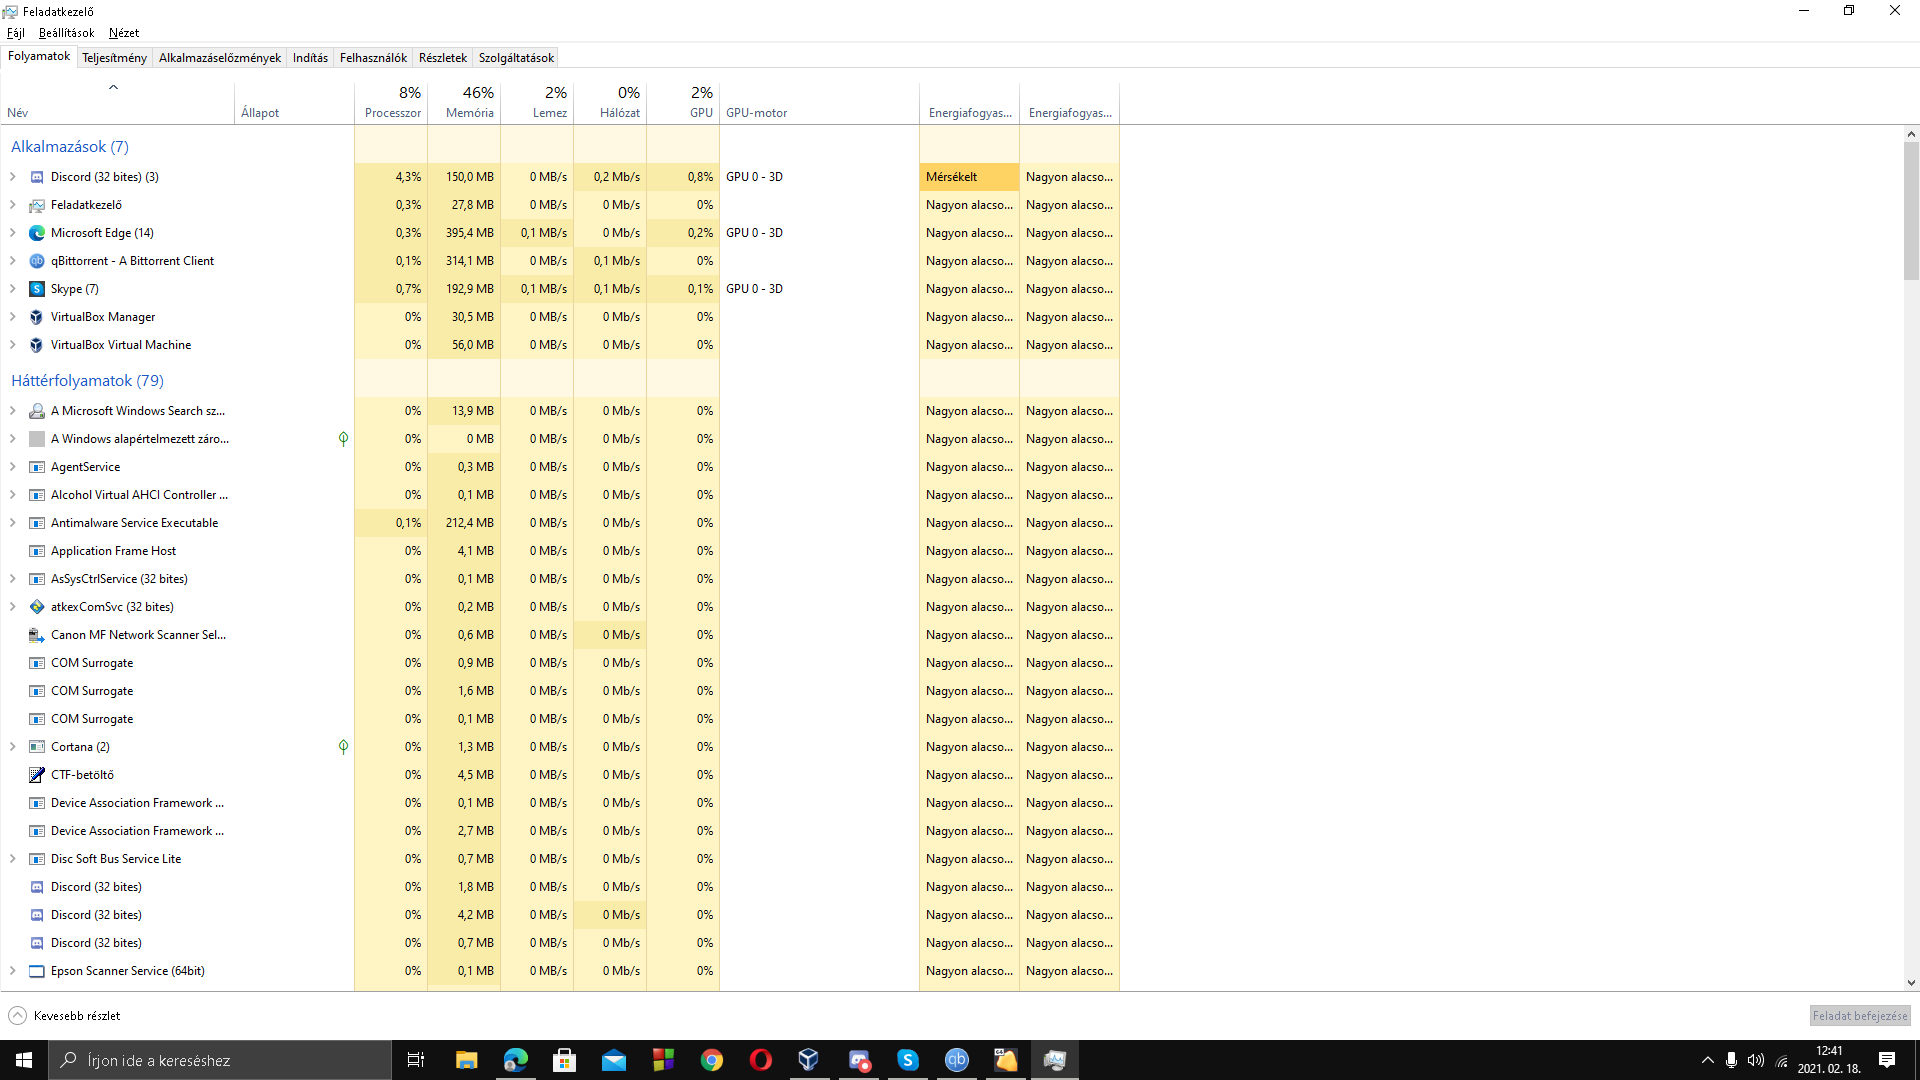 Feladatkezelő
Fájl Beállítások Nézet
Folyamatok Teljesítmény Alkalmazáselőzmények Indítás Felhasználók Részletek Szolgáltatások
8% 46% 2% 0% 2%
Név Állapot Processzor Memória Lemez Hálózat GPU GPU-motor Energiafogyas... Energiafogyas...
Alkalmazások (7)
Discord (32 bites) (3) 4,3% 150,0 MB 0 MB/s 0,2 Mb/s 0,8% GPU 0 - 3D Mérsékelt Nagyon alacso...
Feladatkezelő 0,3% 27,8 MB 0 MB/s 0 Mb/s 0% Nagyon alacso... Nagyon alacso...
Microsoft Edge (14) 0,3% 395,4 MB 0,1 MB/s 0 Mb/s 0,2% GPU 0 - 3D Nagyon alacso... Nagyon alacso...
qBittorrent - A Bittorrent Client 0,1% 314,1 MB 0 MB/s 0,1 Mb/s 0% Nagyon alacso... Nagyon alacso...
Skype (7) 0,7% 192,9 MB 0,1 MB/s 0,1 Mb/s 0,1% GPU 0 - 3D Nagyon alacso... Nagyon alacso...
VirtualBox Manager 0% 30,5 MB 0 MB/s 0 Mb/s 0% Nagyon alacso... Nagyon alacso...
VirtualBox Virtual Machine 0% 56,0 MB 0 MB/s 0 Mb/s 0% Nagyon alacso... Nagyon alacso...
Háttérfolyamatok (79)
A Microsoft Windows Search sz... 0% 13,9 MB 0 MB/s 0 Mb/s 0% Nagyon alacso... Nagyon alacso...
A Windows alapértelmezett záro... 0% 0 MB 0 MB/s 0 Mb/s 0% Nagyon alacso... Nagyon alacso...
AgentService 0% 0,3 MB 0 MB/s 0 Mb/s 0% Nagyon alacso... Nagyon alacso...
Alcohol Virtual AHCI Controller ... 0% 0,1 MB 0 MB/s 0 Mb/s 0% Nagyon alacso... Nagyon alacso...
Antimalware Service Executable 0,1% 212,4 MB 0 MB/s 0 Mb/s 0% Nagyon alacso... Nagyon alacso...
Application Frame Host 0% 4,1 MB 0 MB/s 0 Mb/s 0% Nagyon alacso... Nagyon alacso...
AsSysCtrlService (32 bites) 0% 0,1 MB 0 MB/s 0 Mb/s 0% Nagyon alacso... Nagyon alacso...
atkexComSvc (32 bites) 0% 0,2 MB 0 MB/s 0 Mb/s 0% Nagyon alacso... Nagyon alacso...
Canon MF Network Scanner Sel... 0% 0,6 MB 0 MB/s 0 Mb/s 0% Nagyon alacso... Nagyon alacso...
COM Surrogate 0% 0,9 MB 0 MB/s 0 Mb/s 0% Nagyon alacso... Nagyon alacso...
COM Surrogate 0% 1,6 MB 0 MB/s 0 Mb/s 0% Nagyon alacso... Nagyon alacso...
COM Surrogate 0% 0,1 MB 0 MB/s 0 Mb/s 0% Nagyon alacso... Nagyon alacso...
Cortana (2) 0% 1,3 MB 0 MB/s 0 Mb/s 0% Nagyon alacso... Nagyon alacso...
CTF-betöltő 0% 4,5 MB 0 MB/s 0 Mb/s 0% Nagyon alacso... Nagyon alacso...
Device Association Framework ... 0% 0,1 MB 0 MB/s 0 Mb/s 0% Nagyon alacso... Nagyon alacso...
Device Association Framework ... 0% 2,7 MB 0 MB/s 0 Mb/s 0% Nagyon alacso... Nagyon alacso...
Disc Soft Bus Service Lite 0% 0,7 MB 0 MB/s 0 Mb/s 0% Nagyon alacso... Nagyon alacso...
Discord (32 bites) 0% 1,8 MB 0 MB/s 0 Mb/s 0% Nagyon alacso... Nagyon alacso...
Discord (32 bites) 0% 4,2 MB 0 MB/s 0 Mb/s 0% Nagyon alacso... Nagyon alacso...
Discord (32 bites) 0% 0,7 MB 0 MB/s 0 Mb/s 0% Nagyon alacso... Nagyon alacso...
Epson Scanner Service (64bit) 0% 0,1 MB 0 MB/s 0 Mb/s 0% Nagyon alacso... Nagyon alacso...
Kevesebb részlet Feladat befejezése
Írjon ide a kereséshez
12:41
2021. 02. 18.